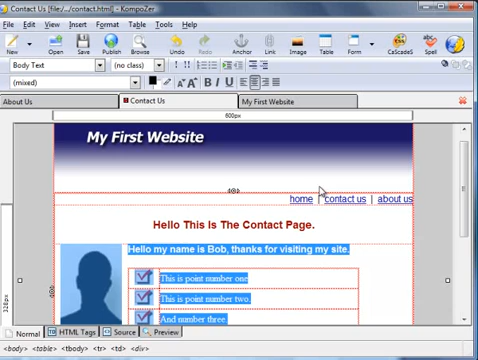 Contact Us [file:/.../contact.html] - KompoZer
File Edit View Insert Format Table Tools Help
New Open Save Publish Browse Undo Redo Anchor Link Image Table Form CaScadeS Spell
Body Text (no class)
(mixed) B I U
About Us Contact Us My First Website
600px
My First Website
home | contact us | about us
Hello This Is The Contact Page.
Hello my name is Bob, thanks for visiting my site.
This is point number one
This is point number two.
And number three.
328px
Normal HTML Tags Source Preview
<body> <table> <tbody> <tr> <td> <div>